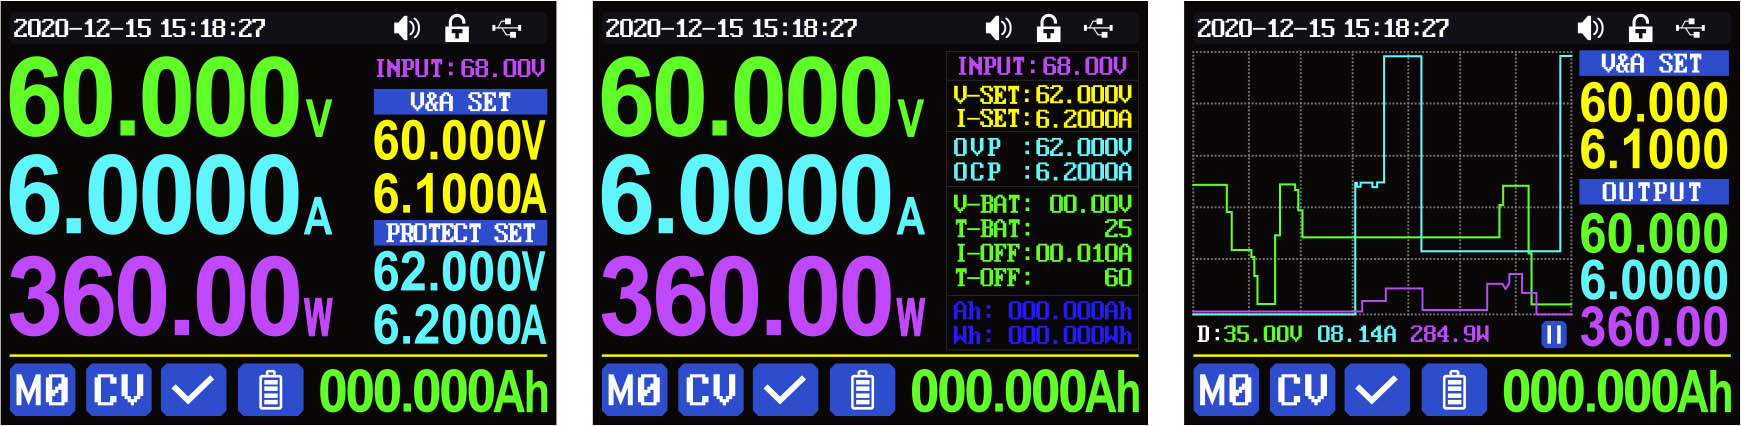 2020-12-15 15:18:27
60.000V
INPUT:68.00V
V&A SET
60.000V
6.0000A
6.1000A
PROTECT SET
360.00W
62.000V
6.2000A
M0 CV 000.000Ah
2020-12-15 15:18:27
60.000V
6.0000A
360.00W
INPUT:68.00V
V-SET:62.000V
I-SET:6.2000A
OVP :62.000V
OCP :6.2000A
V-BAT: 00.00V
T-BAT: 25
I-OFF:00.010A
T-OFF: 60
Ah: 000.000Ah
Wh: 000.000Wh
M0 CV 000.000Ah
2020-12-15 15:18:27
V&A SET
60.000
6.1000
OUTPUT
60.000
6.0000
360.00
D:35.00V 08.14A 284.9W
M0 CV 000.000Ah